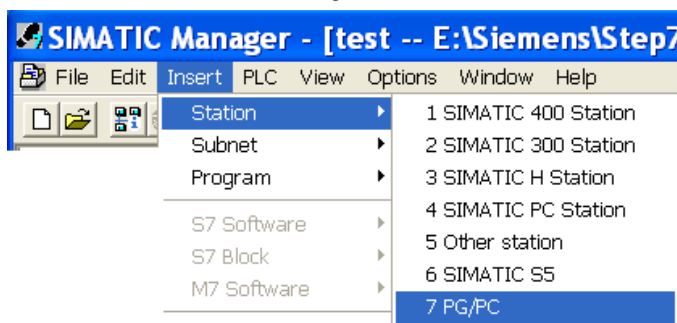 SIMATIC Manager - [test -- E:\Siemens\Step7
File Edit Insert PLC View Options Window Help
Station
Subnet
Program
S7 Software
S7 Block
M7 Software
1 SIMATIC 400 Station
2 SIMATIC 300 Station
3 SIMATIC H Station
4 SIMATIC PC Station
5 Other station
6 SIMATIC S5
7 PG/PC